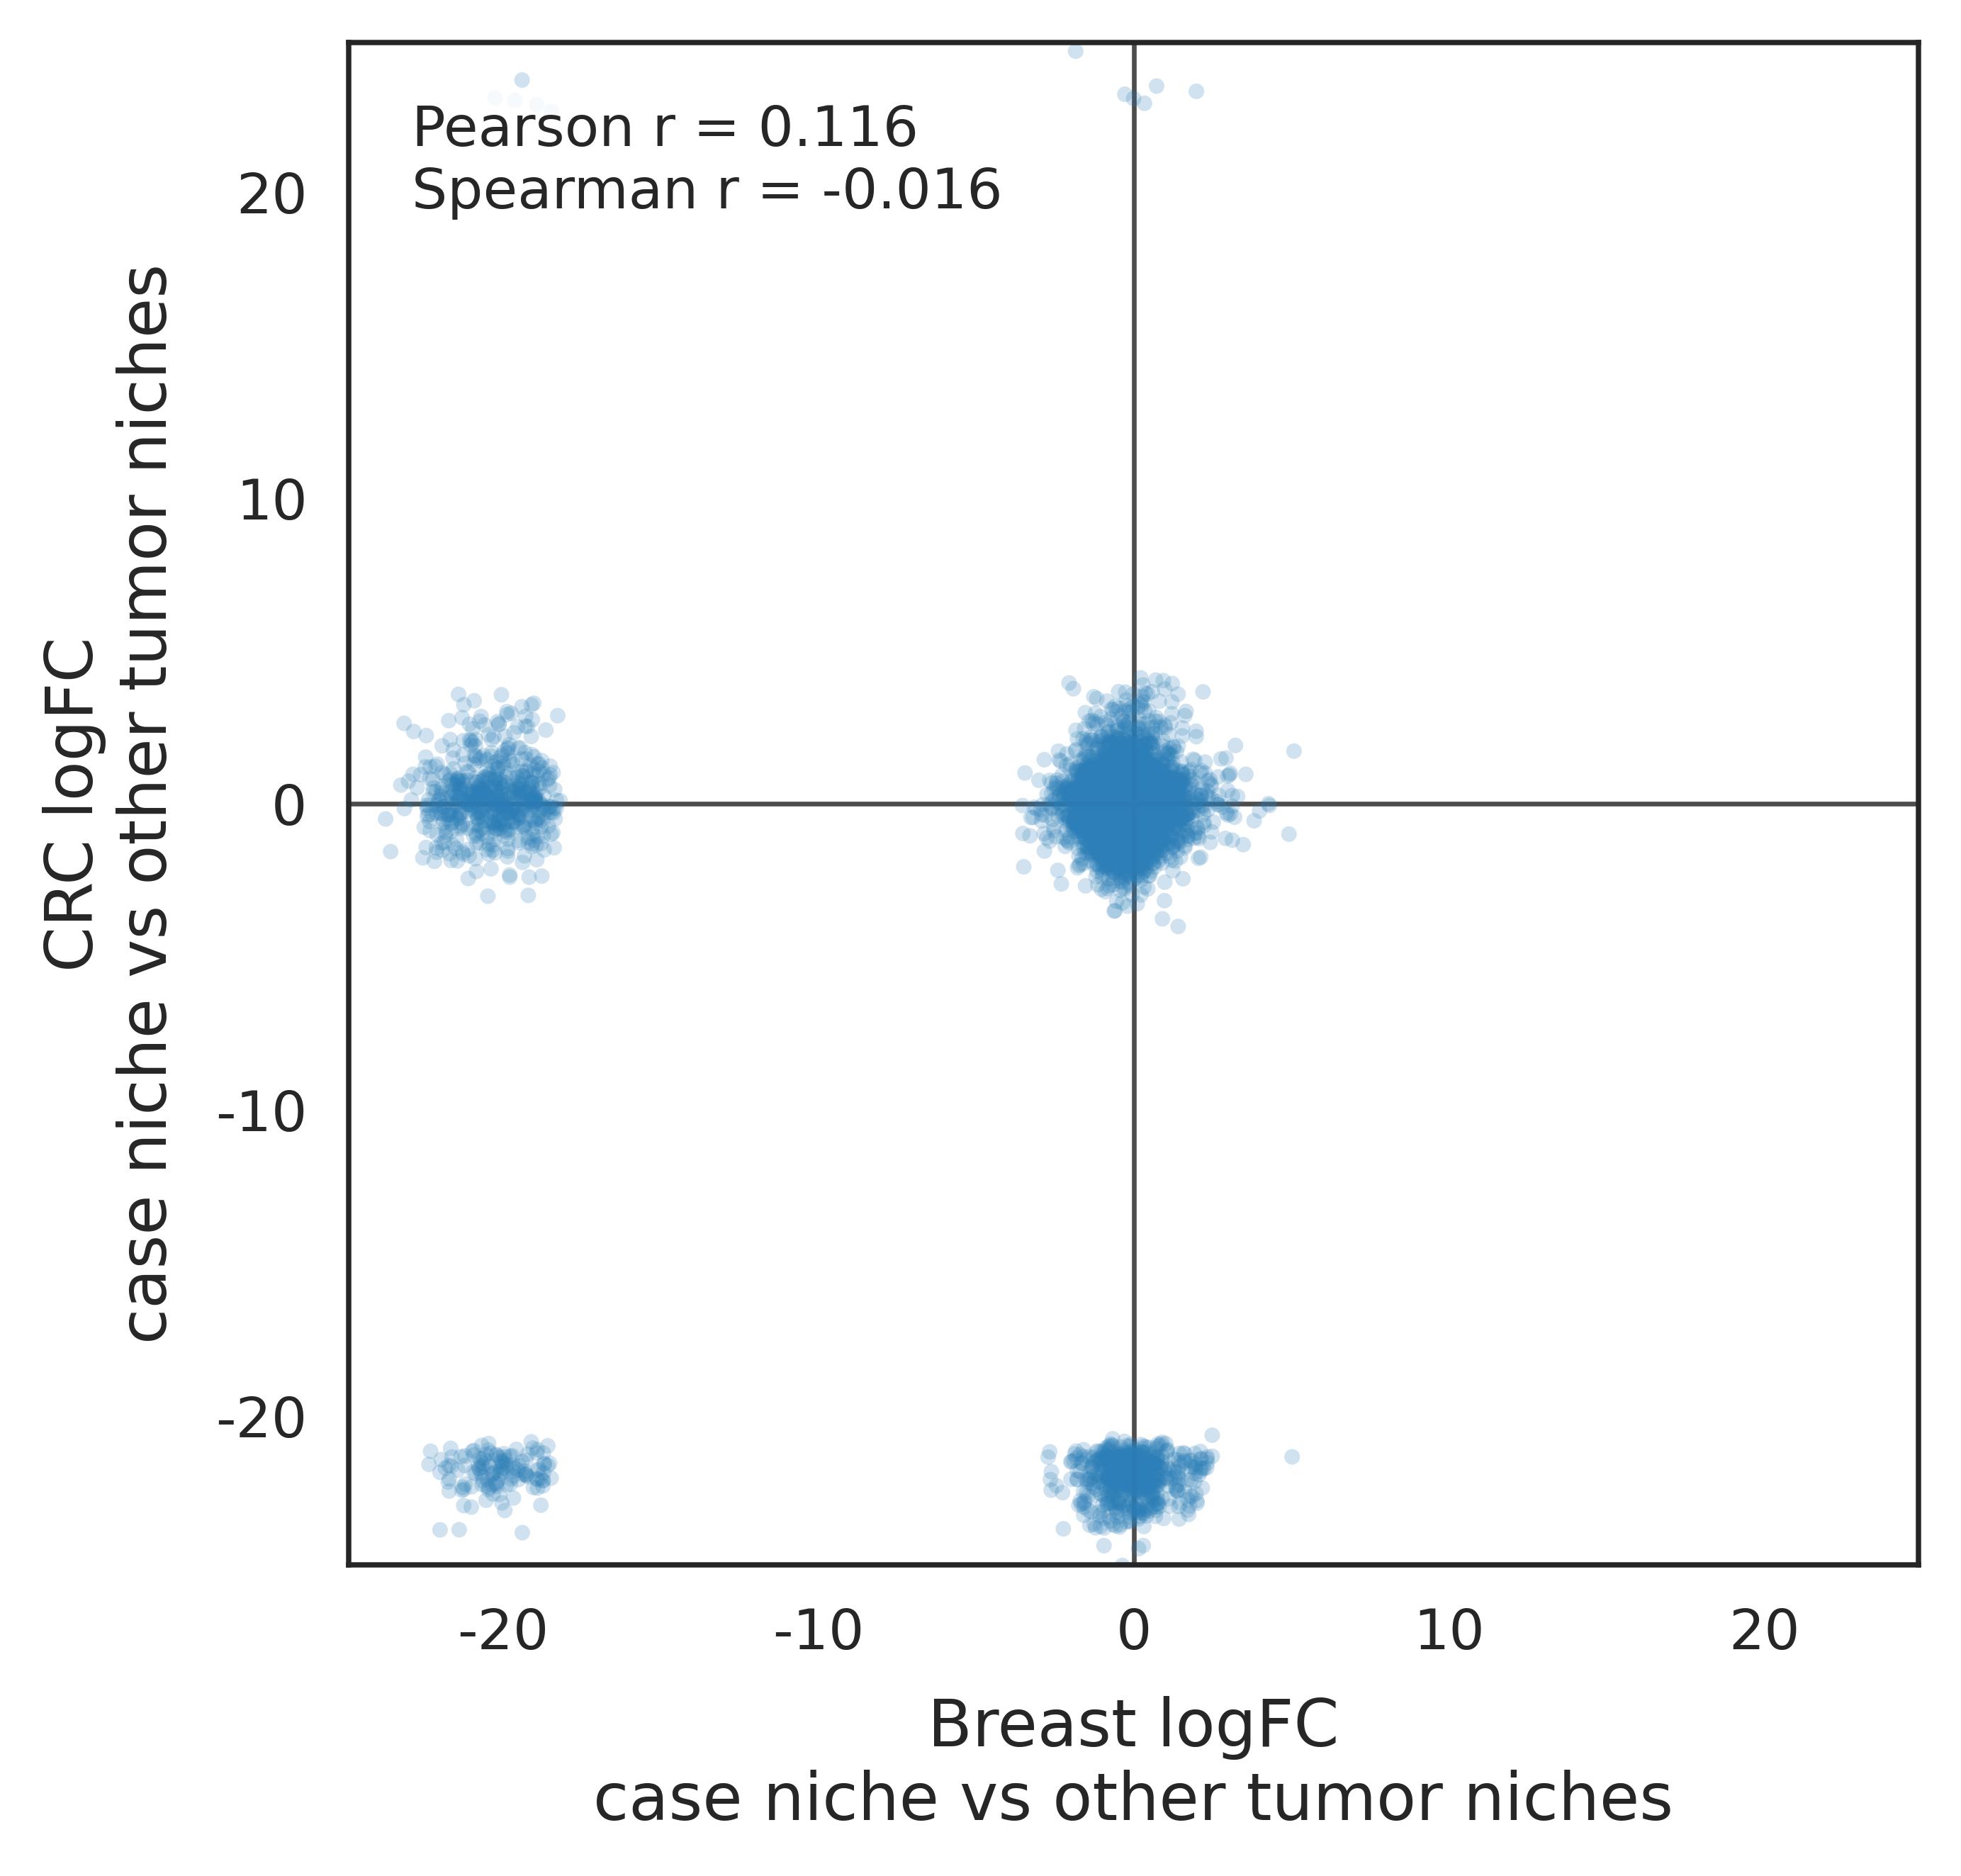 Pearson r = 0.116
Spearman r = -0.016
20
10
0
-10
-20
CRC logFC
case niche vs other tumor niches
-20 -10 0 10 20
Breast logFC
case niche vs other tumor niches